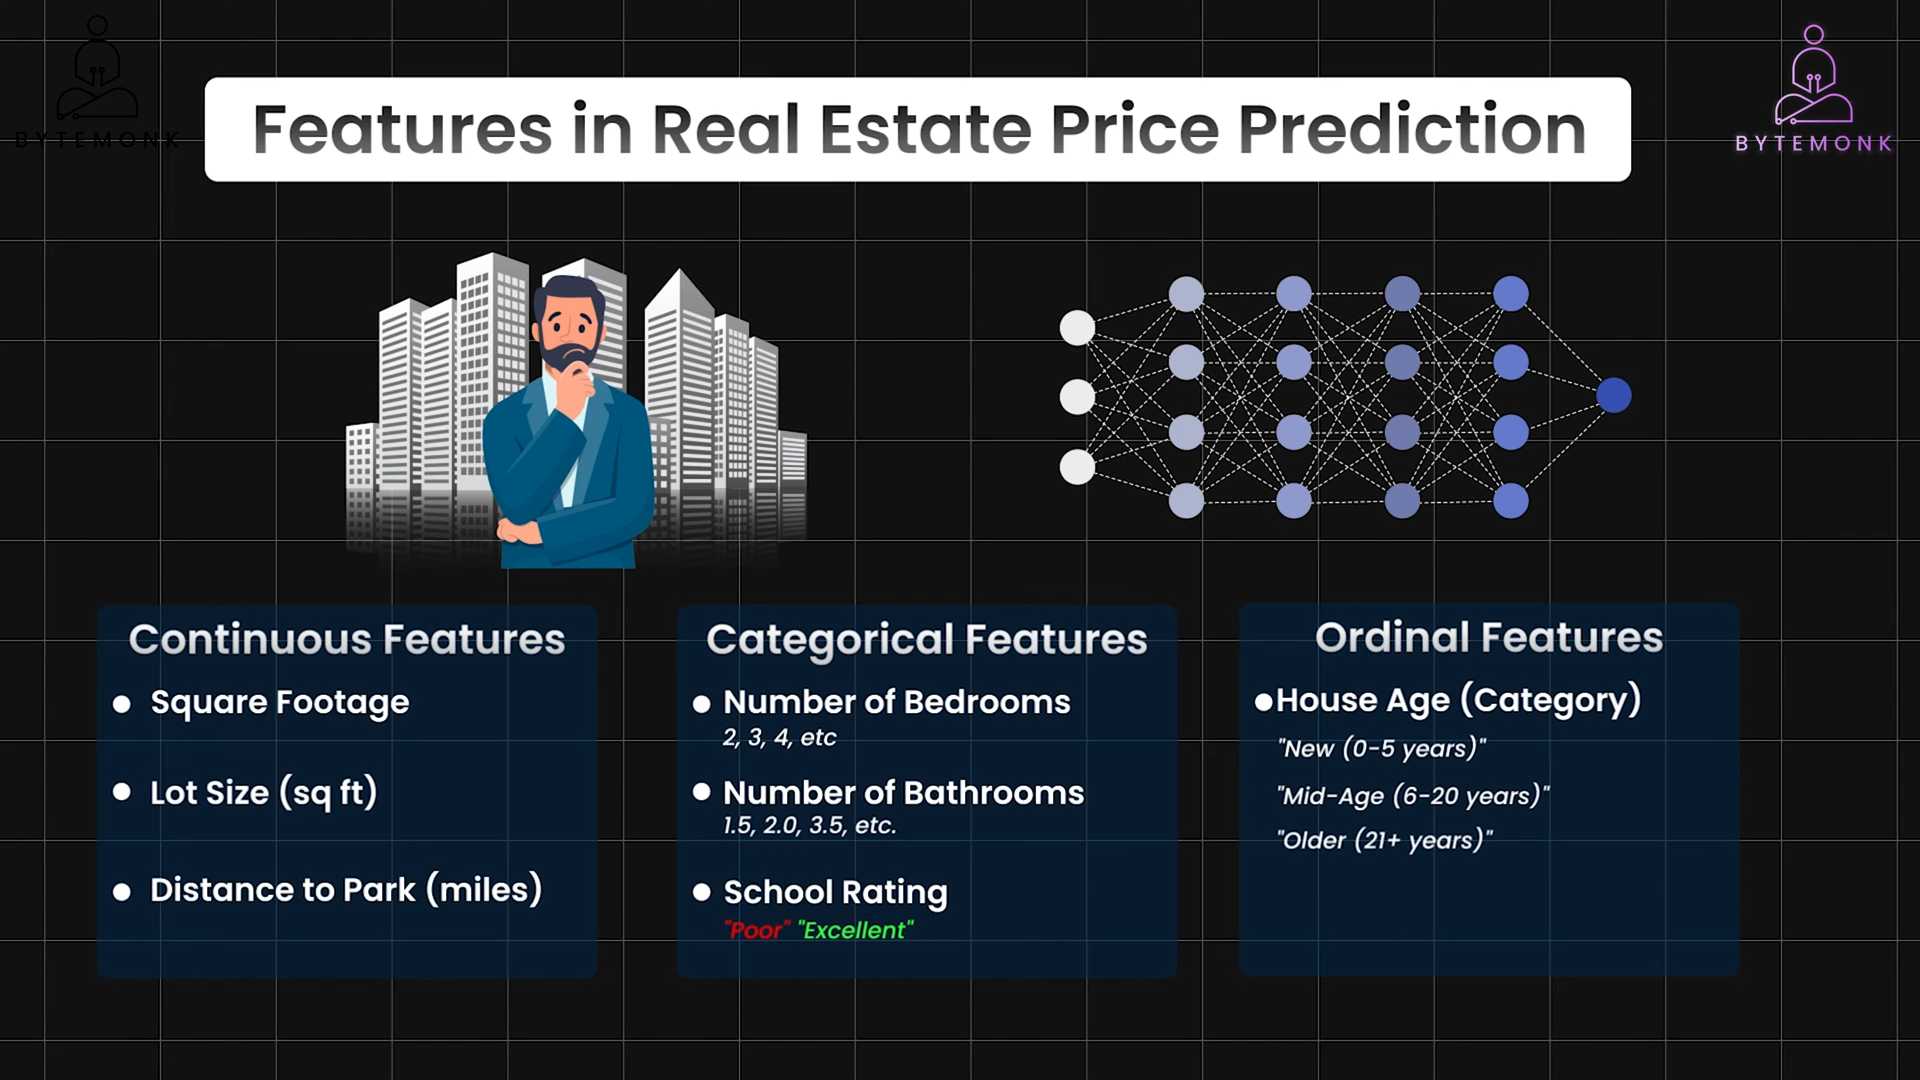 BYTEMONK
Features in Real Estate Price Prediction
BYTEMONK
Continuous Features
Square Footage
Lot Size (sq ft)
Distance to Park (miles)
Categorical Features
Number of Bedrooms
2, 3, 4, etc
Number of Bathrooms
1.5, 2.0, 3.5, etc.
School Rating
"Poor" "Excellent"
Ordinal Features
House Age (Category)
"New (0-5 years)"
"Mid-Age (6-20 years)"
"Older (21+ years)"